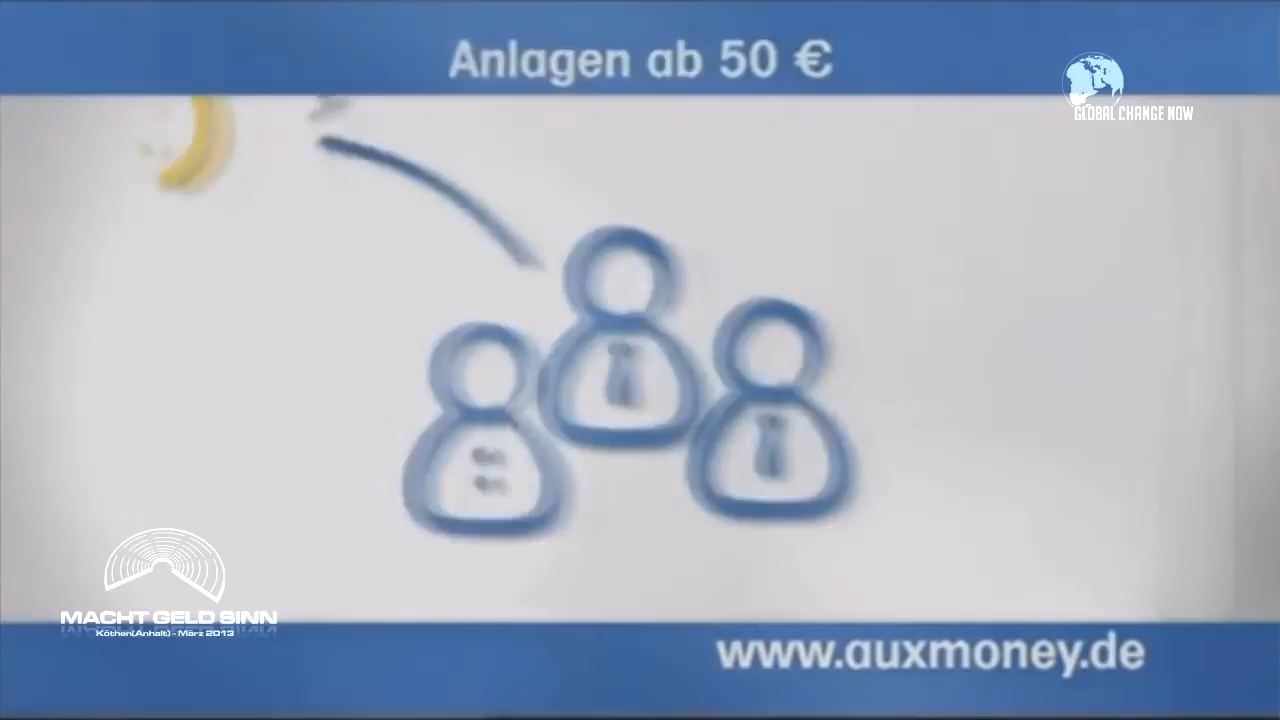 Anlagen ab 50 €
GLOBAL CHANGE NOW
MACHT GELD SINN
Köthen(Anhalt) - März 2013
www.auxmoney.de